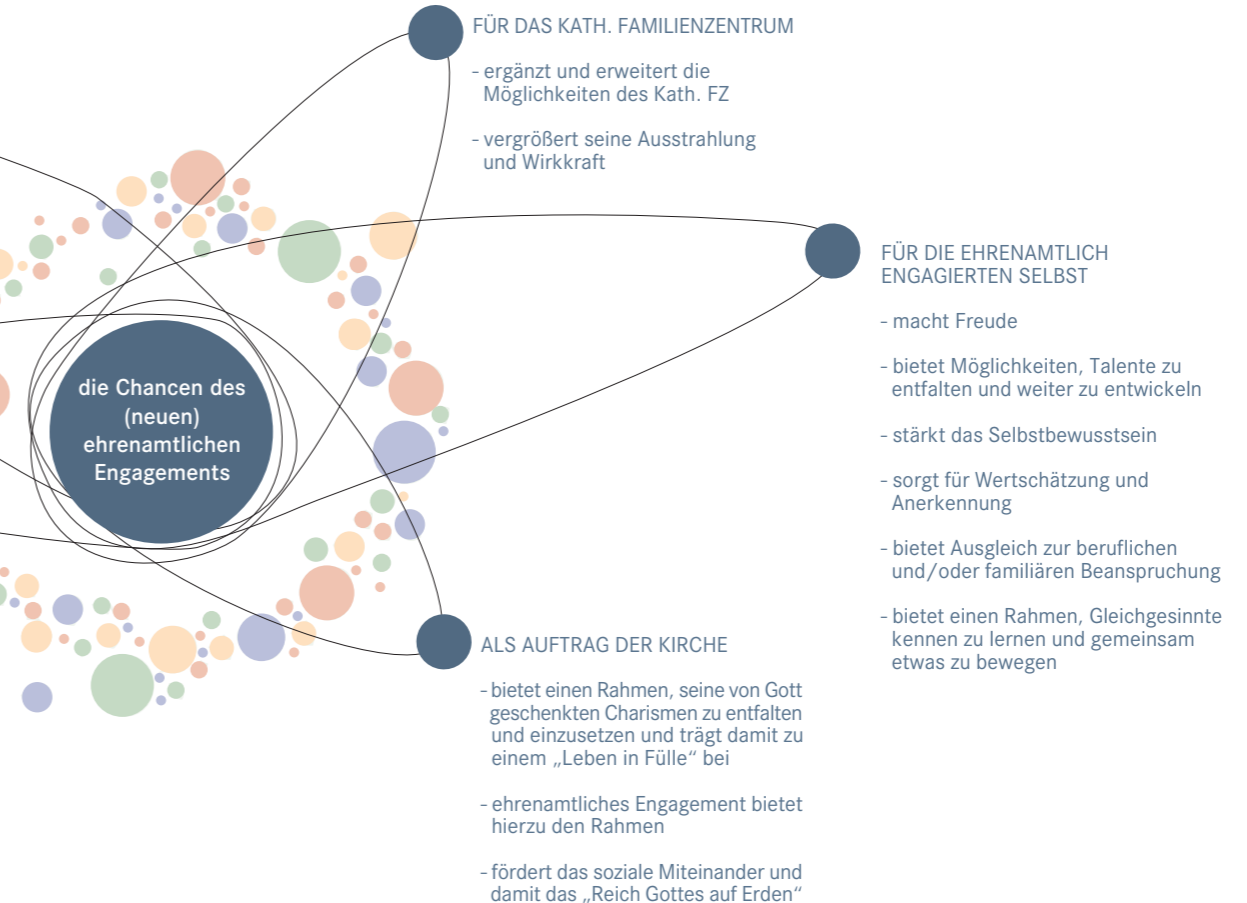 FÜR DAS KATH. FAMILIENZENTRUM
- ergänzt und erweitert die
Möglichkeiten des Kath. FZ
- vergrößert seine Ausstrahlung
und Wirkkraft
FÜR DIE EHRENAMTLICH
ENGAGIERTEN SELBST
- macht Freude
- bietet Möglichkeiten, Talente zu
entfalten und weiter zu entwickeln
- stärkt das Selbstbewusstsein
- sorgt für Wertschätzung und
Anerkennung
- bietet Ausgleich zur beruflichen
und/oder familiären Beanspruchung
- bietet einen Rahmen, Gleichgesinnte
kennen zu lernen und gemeinsam
etwas zu bewegen
die Chancen des
(neuen)
ehrenamtlichen
Engagements
ALS AUFTRAG DER KIRCHE
- bietet einen Rahmen, seine von Gott
geschenkten Charismen zu entfalten
und einzusetzen und trägt damit zu
einem „Leben in Fülle“ bei
- ehrenamtliches Engagement bietet
hierzu den Rahmen
- fördert das soziale Miteinander und
damit das „Reich Gottes auf Erden“